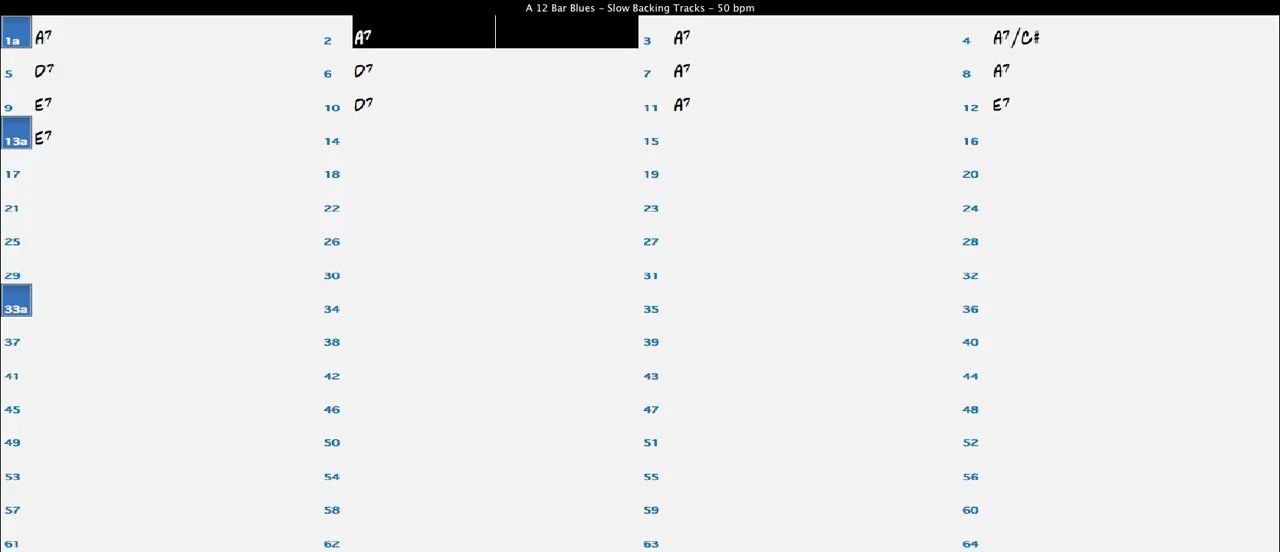 A 12 Bar Blues – Slow Backing Tracks – 50 bpm
1a A7 2 A7 3 A7 4 A7/C#
5 D7 6 D7 7 A7 8 A7
9 E7 10 D7 11 A7 12 E7
13a E7 14 15 16
17 18 19 20
21 22 23 24
25 26 27 28
29 30 31 32
33a 34 35 36
37 38 39 40
41 42 43 44
45 46 47 48
49 50 51 52
53 54 55 56
57 58 59 60
61 62 63 64